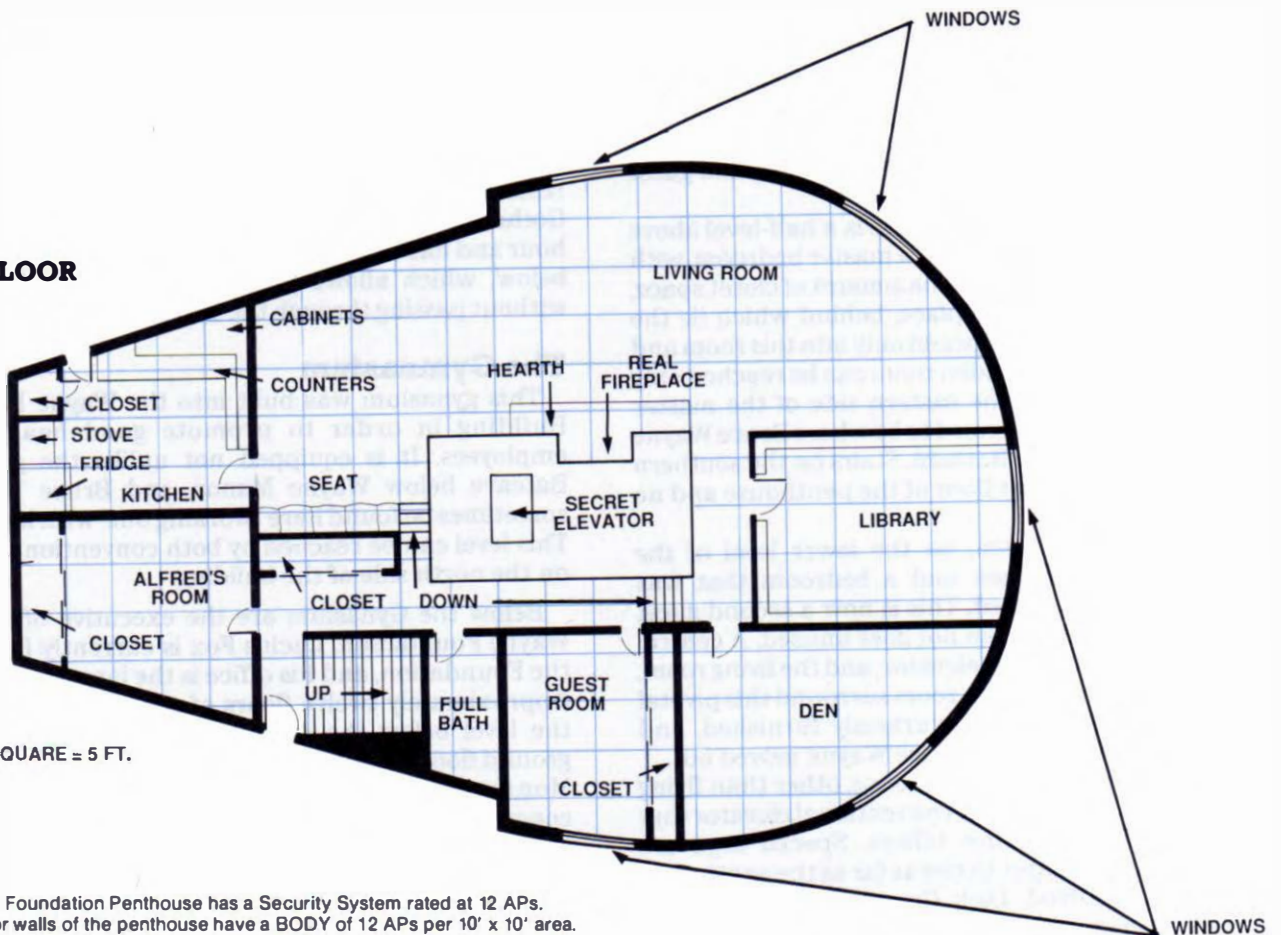 WINDOWS
LOOR
LIVING ROOM
CABINETS
COUNTERS
HEARTH
REAL
FIREPLACE
CLOSET
STOVE
FRIDGE
KITCHEN
SEAT
SECRET
ELEVATOR
LIBRARY
ALFRED'S
ROOM
CLOSET
DOWN
CLOSET
UP
FULL
BATH
GUEST
ROOM
DEN
CLOSET
QUARE = 5 FT.
Foundation Penthouse has a Security System rated at 12 APs.
or walls of the penthouse have a BODY of 12 APs per 10' x 10' area.
WINDOWS